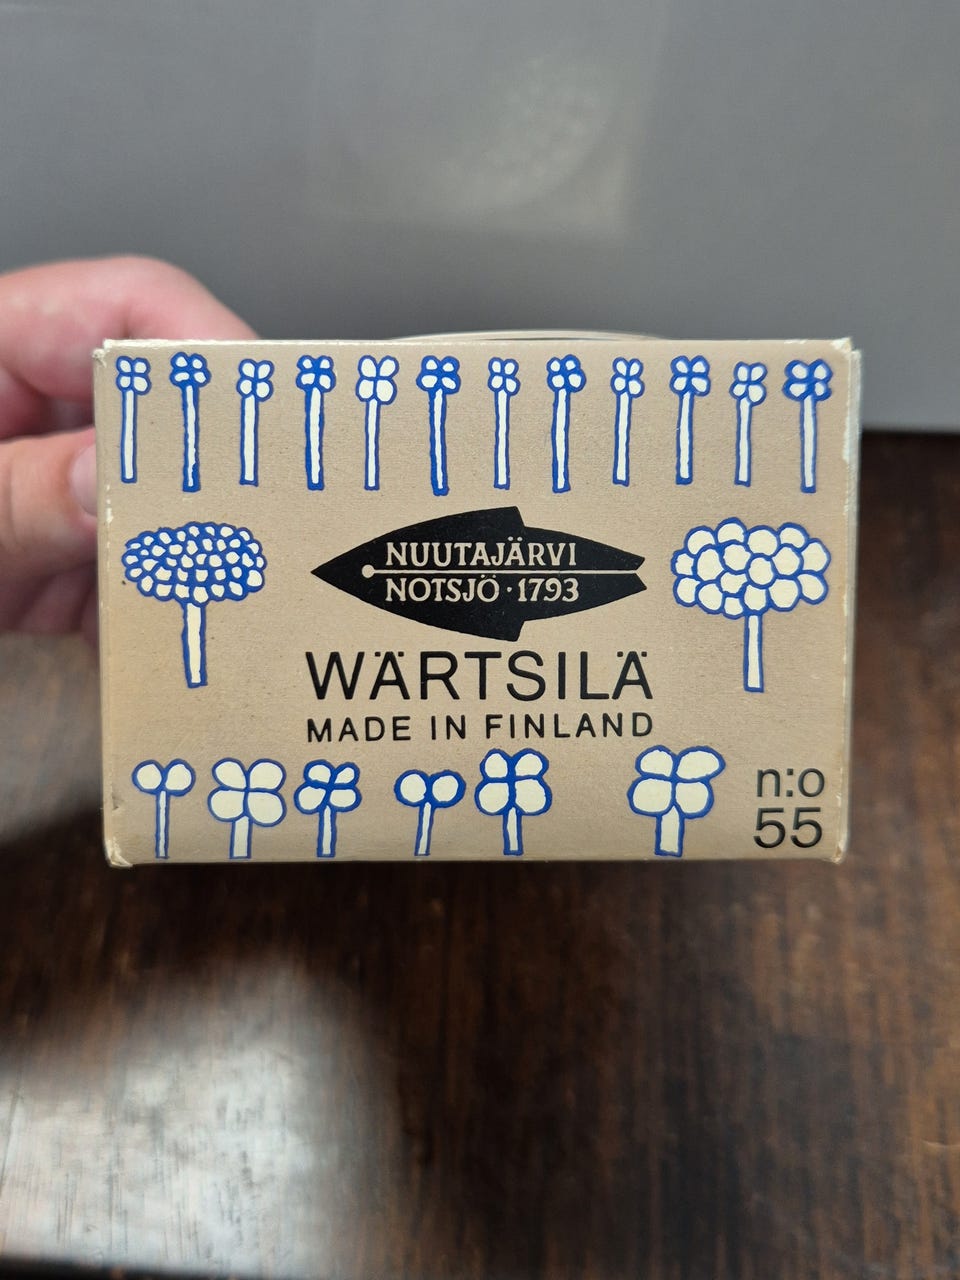 NUUTAJÄRVI
NOTSJÖ · 1793
WÄRTSILÄ
MADE IN FINLAND
n:o
55